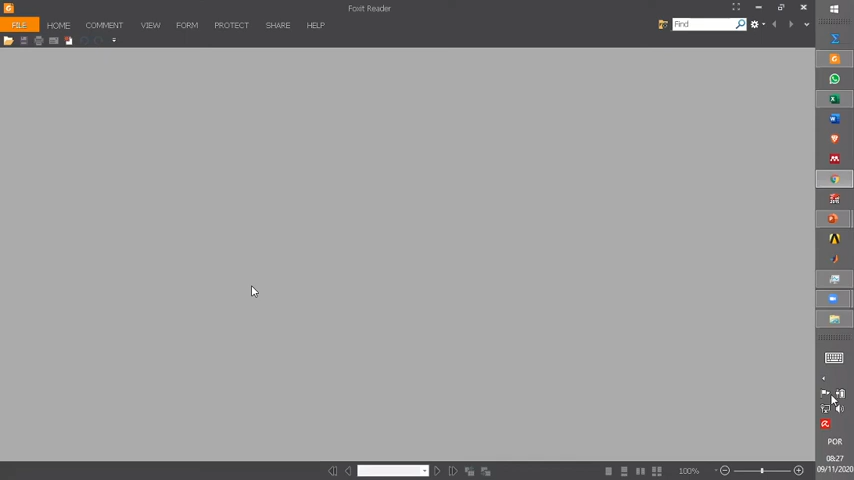 Foxit Reader
FILE HOME COMMENT VIEW FORM PROTECT SHARE HELP
Find
100%
POR
08:27
09/11/2020